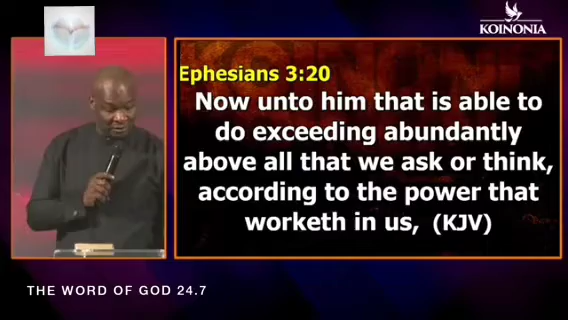 KOINONIA
Ephesians 3:20
Now unto him that is able to
do exceeding abundantly
above all that we ask or think,
according to the power that
worketh in us, (KJV)
THE WORD OF GOD 24.7